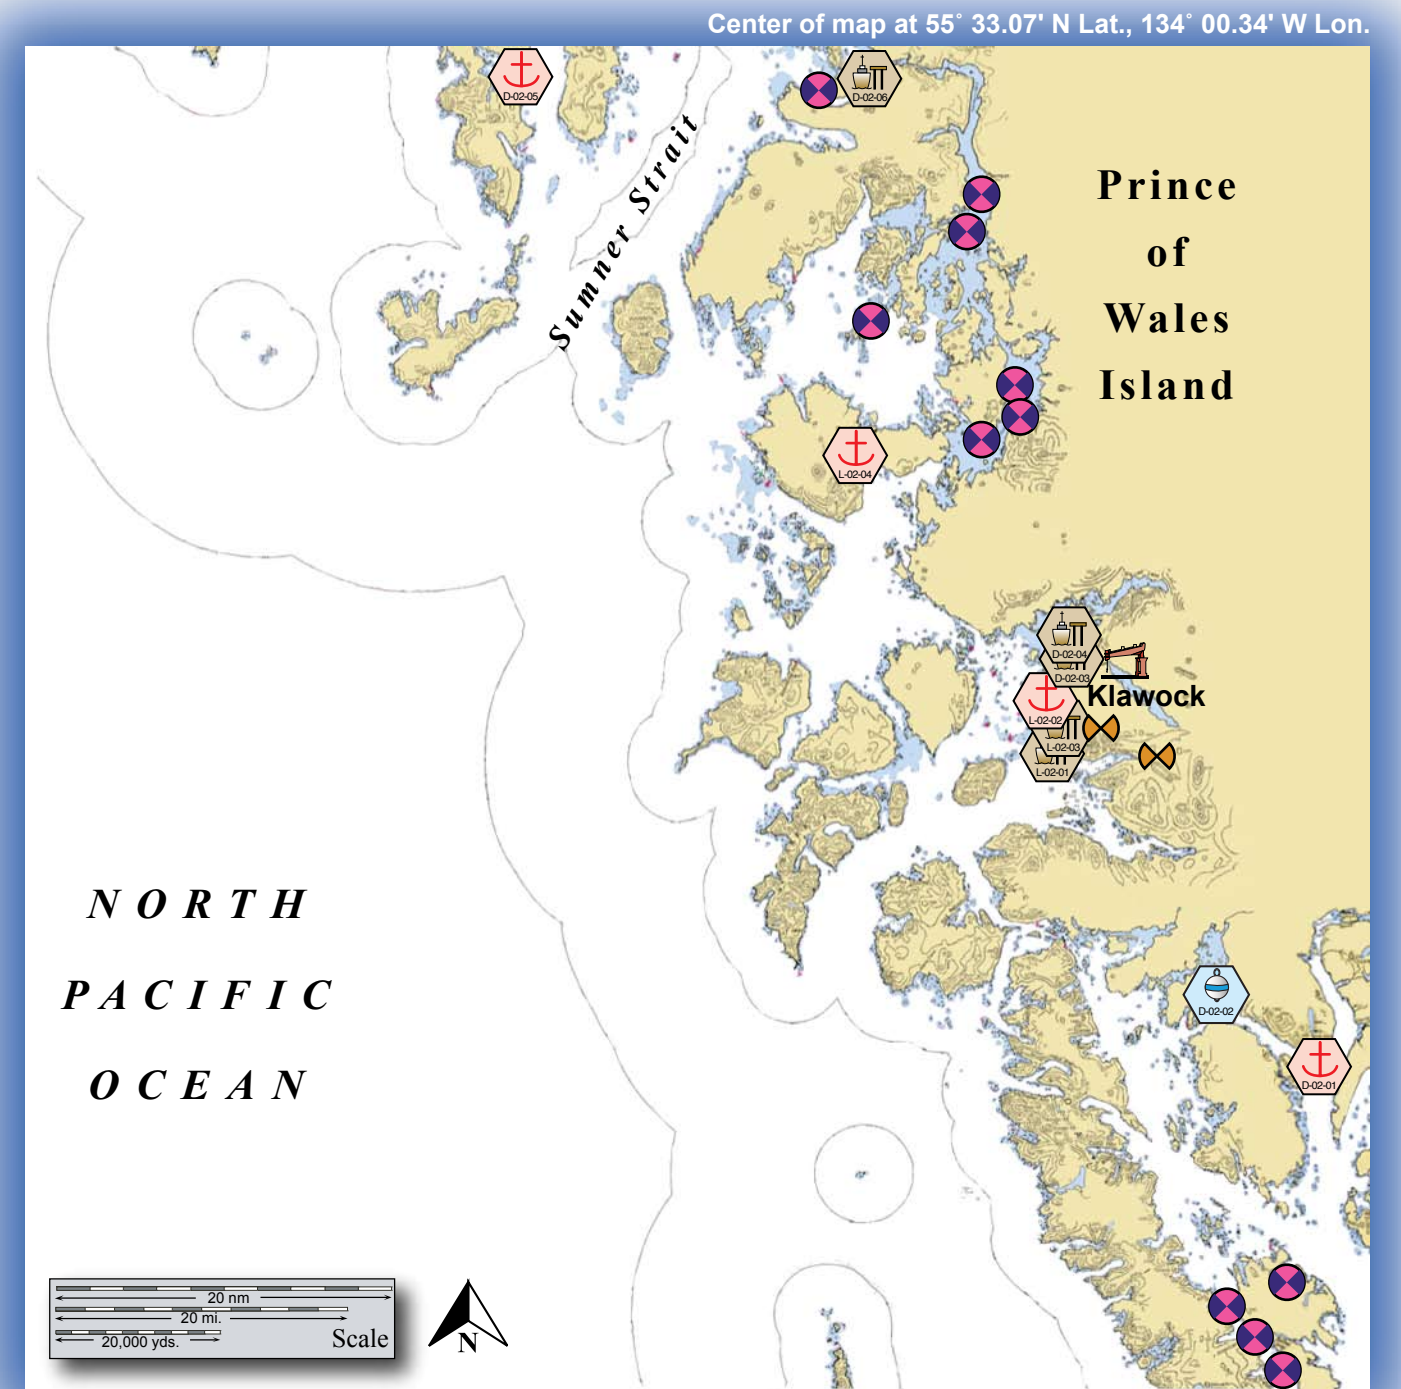 Center of map at 55° 33.07' N Lat., 134° 00.34' W Lon.
D-02-05
D-02-06
Sumner Strait
Prince
of
Wales
Island
L-02-04
D-02-04
D-02-03
Klawock
L-02-02
L-02-03
L-02-01
NORTH
PACIFIC
OCEAN
D-02-02
D-02-01
20 nm
20 mi.
20,000 yds.
Scale
N